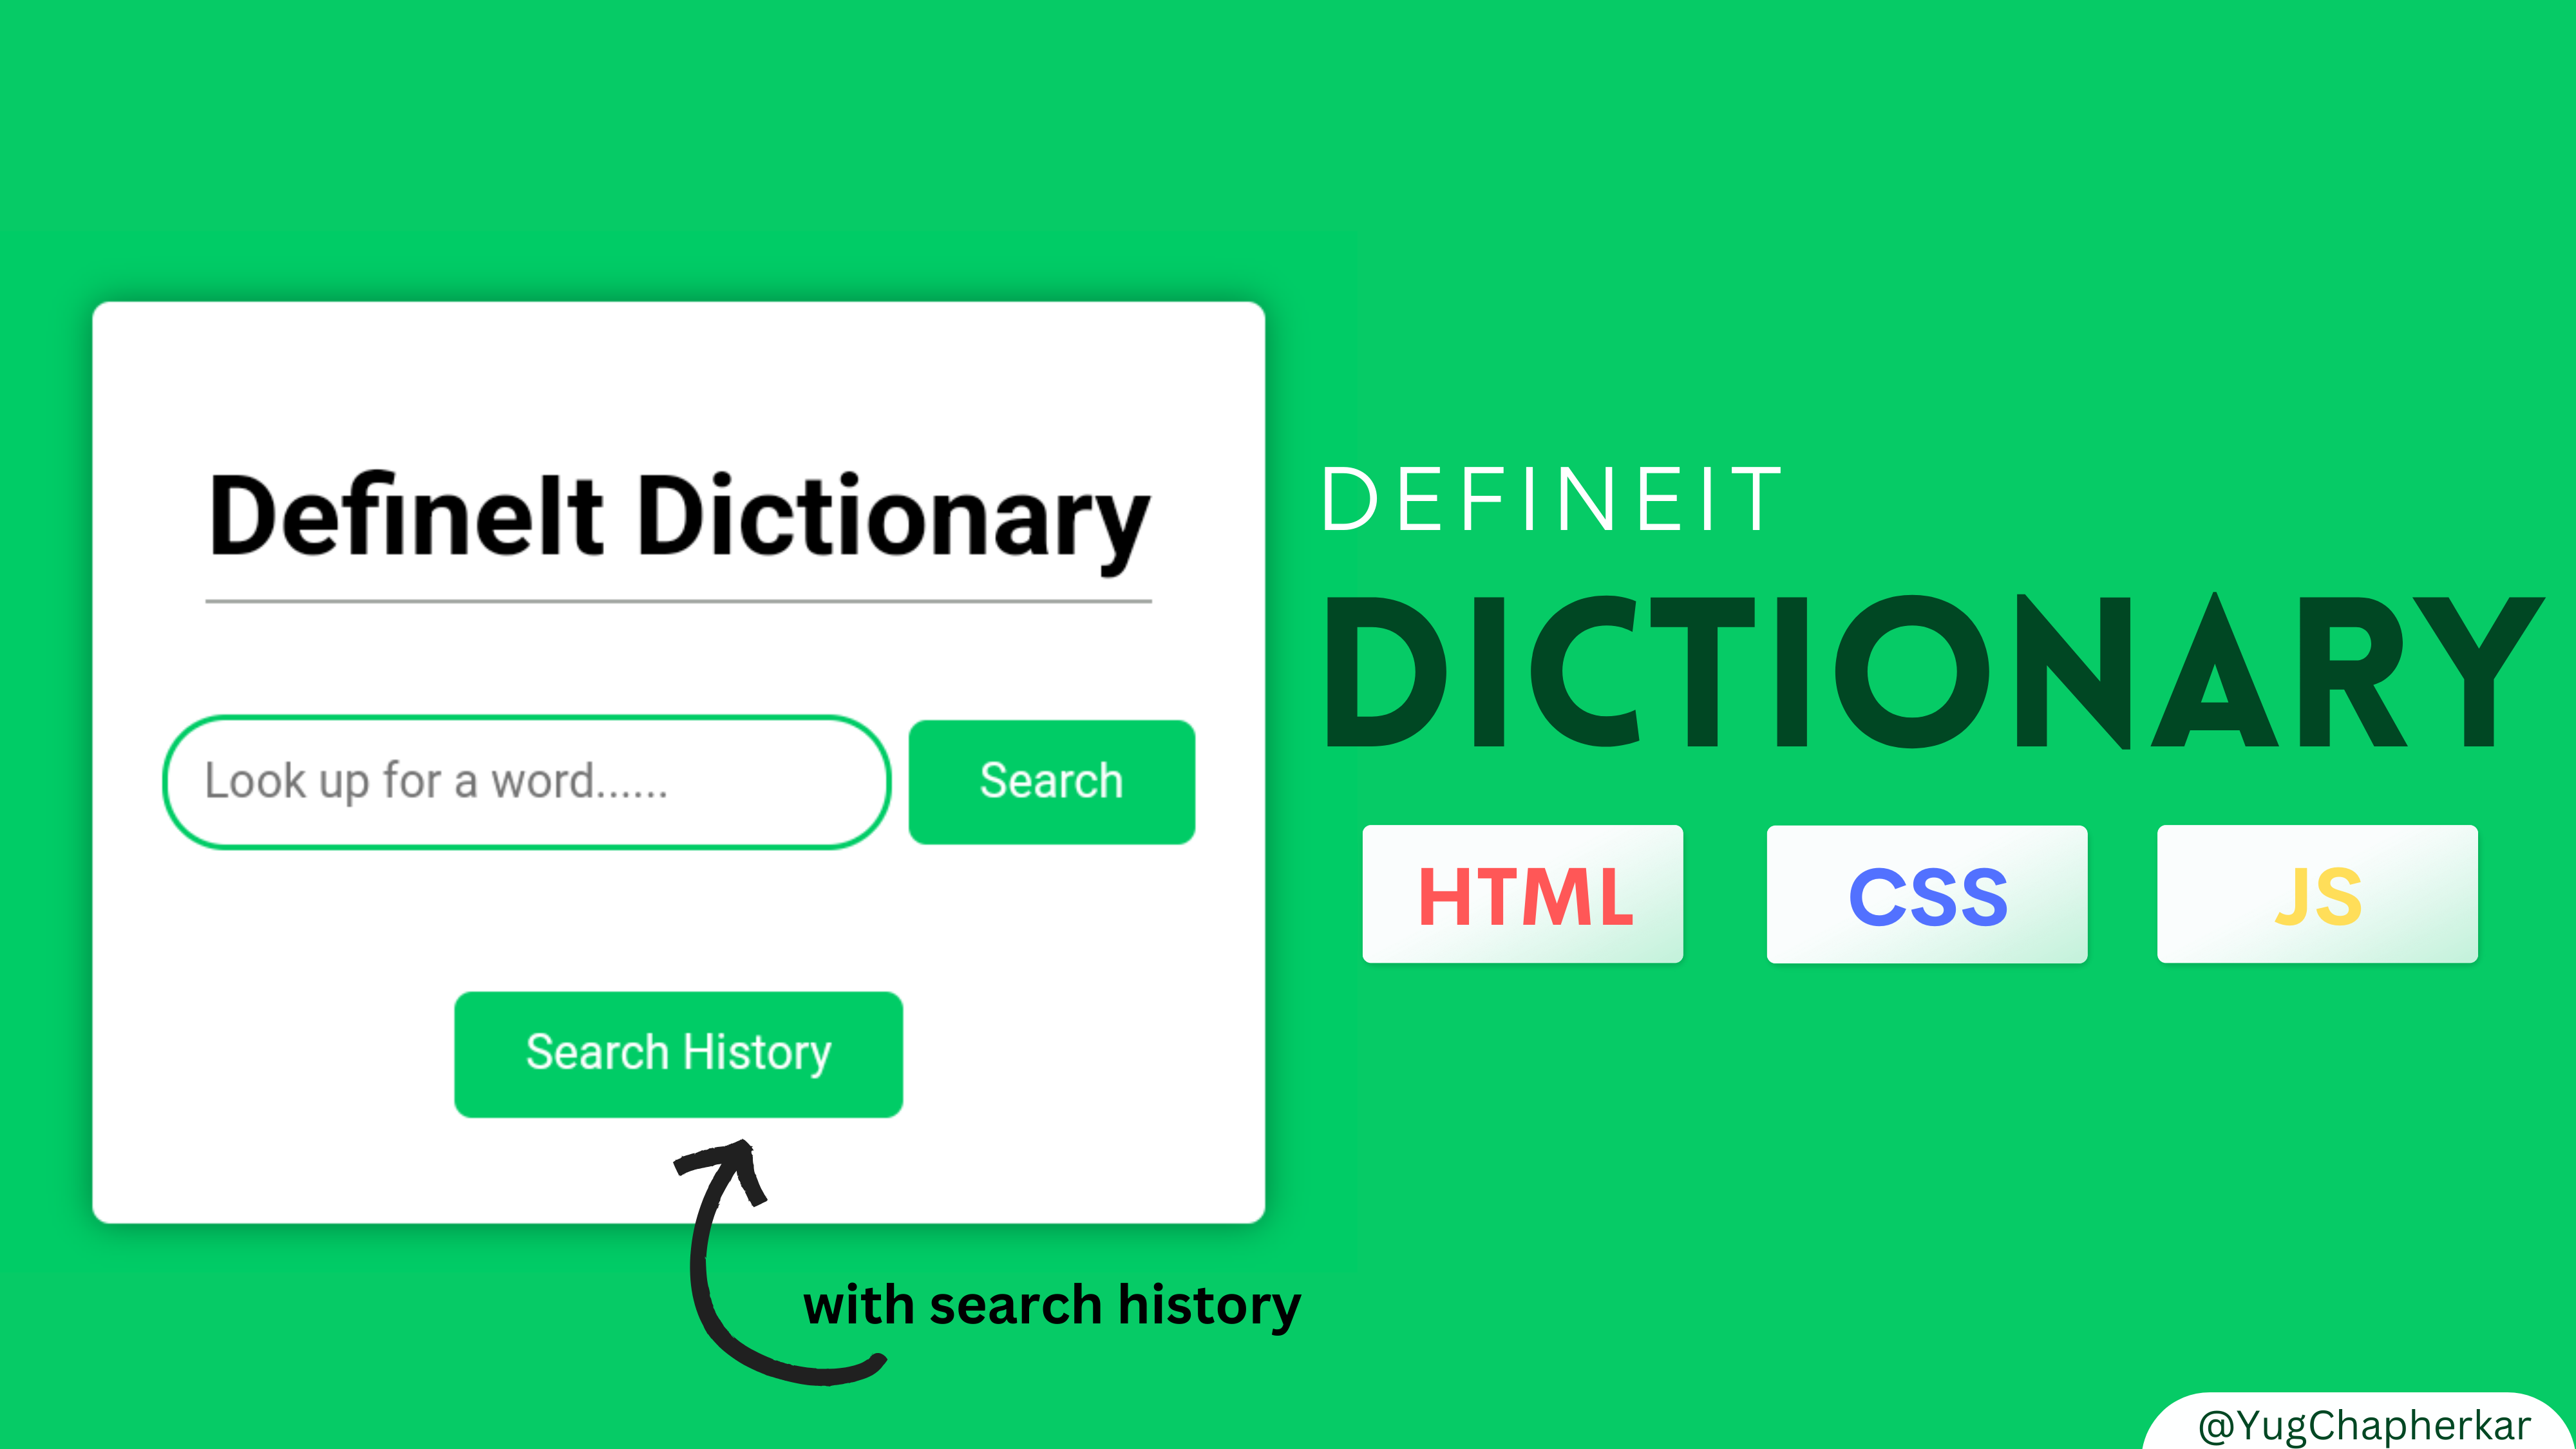 DefineIt Dictionary
Look up for a word......
Search
Search History
with search history
DEFINEIT
DICTIONARY
HTML
CSS
JS
@YugChapherkar